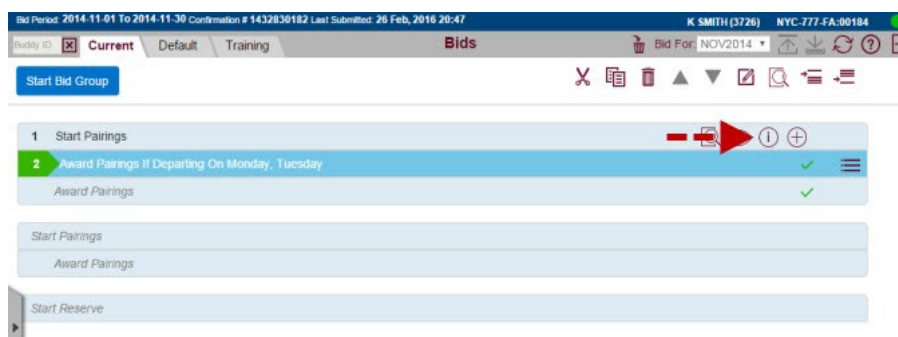 Bid Period: 2014-11-01 To 2014-11-30 Confirmation # 1432830182 Last Submitted: 26 Feb, 2016 20:47 K SMITH (3726) NYC-777-FA:00184
Buddy ID Current Default Training Bids Bid For: NOV2014
Start Bid Group
1 Start Pairings
2 Award Pairings If Departing On Monday, Tuesday
Award Pairings
Start Pairings
Award Pairings
Start Reserve